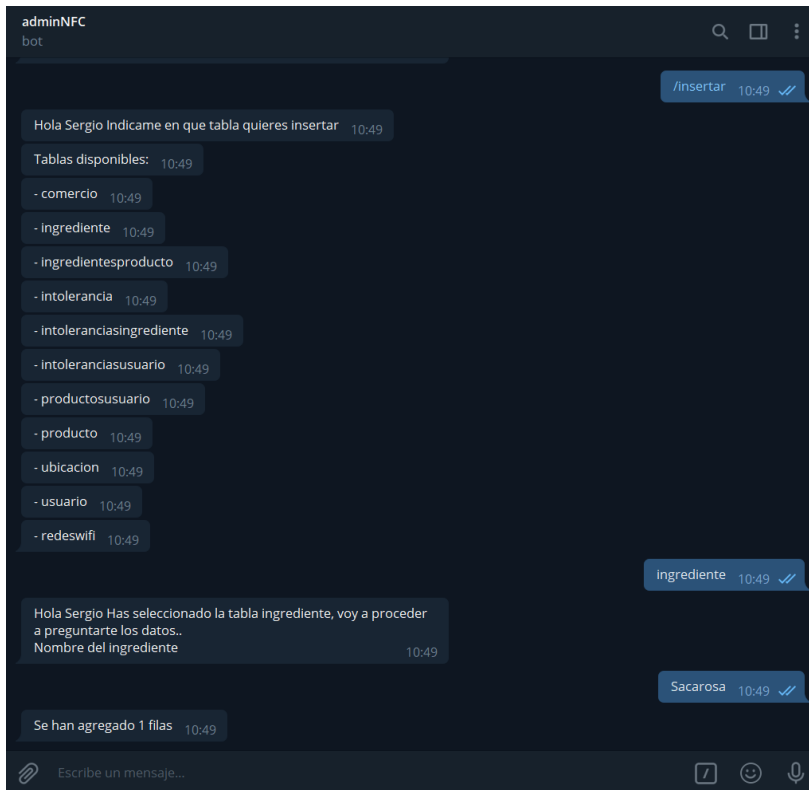 adminNFC
bot
/insertar 10:49
Hola Sergio Indicame en que tabla quieres insertar 10:49
Tablas disponibles: 10:49
- comercio 10:49
- ingrediente 10:49
- ingredientesproducto 10:49
- intolerancia 10:49
- intoleranciasingrediente 10:49
- intoleranciasusuario 10:49
- productosusuario 10:49
- producto 10:49
- ubicacion 10:49
- usuario 10:49
- redeswifi 10:49
ingrediente 10:49
Hola Sergio Has seleccionado la tabla ingrediente, voy a proceder
a preguntarte los datos..
Nombre del ingrediente 10:49
Sacarosa 10:49
Se han agregado 1 filas 10:49
Escribe un mensaje...